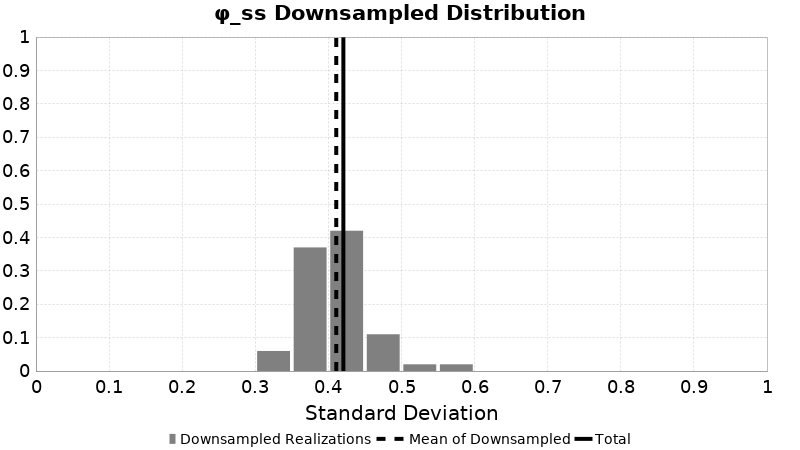 φ_ss Downsampled Distribution
1
0.9
0.8
0.7
0.6
0.5
0.4
0.3
0.2
0.1
0
0 0.1 0.2 0.3 0.4 0.5 0.6 0.7 0.8 0.9 1
Standard Deviation
Downsampled Realizations Mean of Downsampled Total